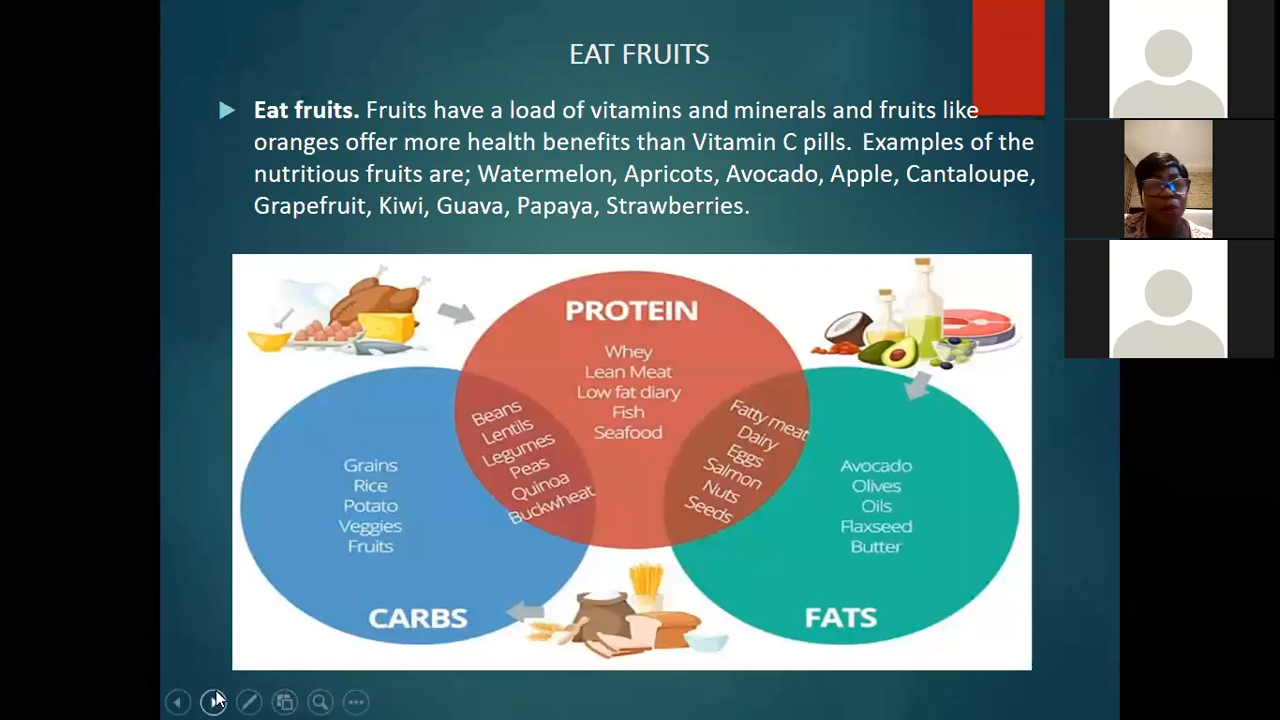 EAT FRUITS
Eat fruits. Fruits have a load of vitamins and minerals and fruits like
oranges offer more health benefits than Vitamin C pills. Examples of the
nutritious fruits are; Watermelon, Apricots, Avocado, Apple, Cantaloupe,
Grapefruit, Kiwi, Guava, Papaya, Strawberries.
PROTEIN
Whey
Lean Meat
Low fat diary
Fish
Seafood
Beans
Lentils
Legumes
Peas
Quinoa
Buckwheat
Fatty meat
Dairy
Eggs
Salmon
Nuts
Seeds
Grains
Rice
Potato
Veggies
Fruits
CARBS
Avocado
Olives
Oils
Flaxseed
Butter
FATS